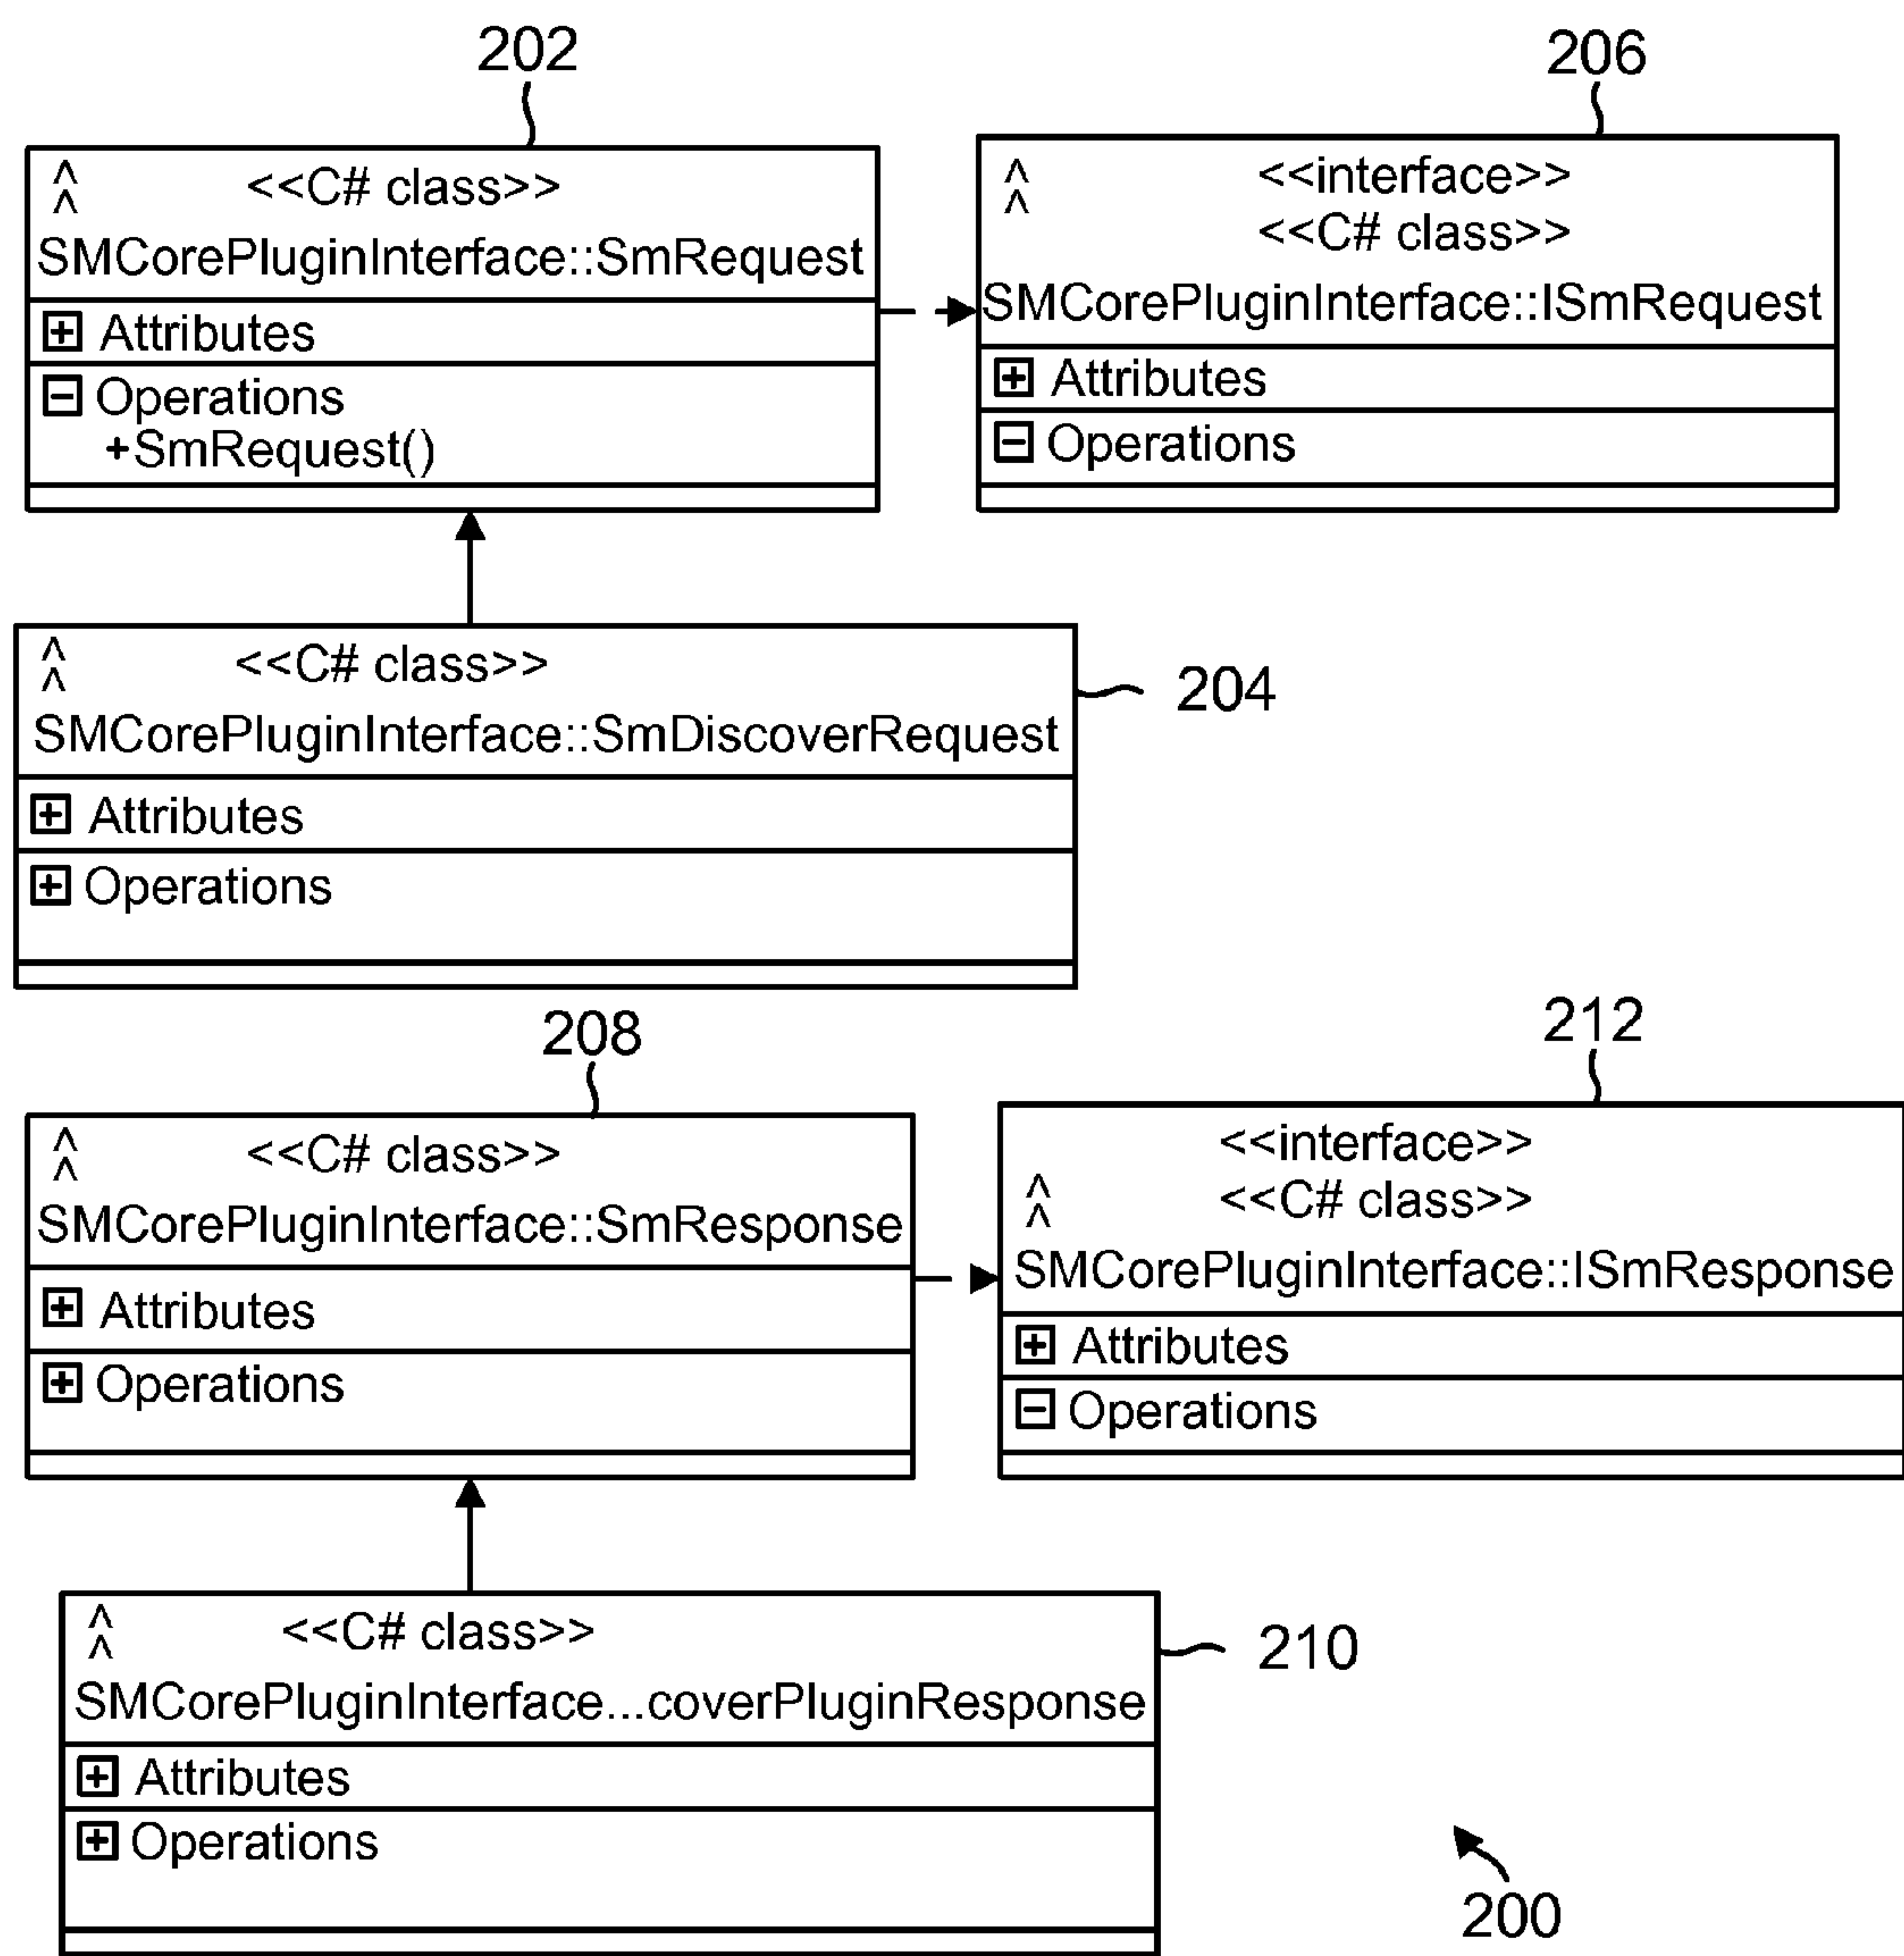 202
<<C# class>>
SMCorePluginInterface::SmRequest
Attributes
Operations
+SmRequest()
206
<<interface>>
<<C# class>>
SMCorePluginInterface::ISmRequest
Attributes
Operations
<<C# class>>
SMCorePluginInterface::SmDiscoverRequest
Attributes
Operations
204
208
<<C# class>>
SMCorePluginInterface::SmResponse
Attributes
Operations
212
<<interface>>
<<C# class>>
SMCorePluginInterface::ISmResponse
Attributes
Operations
<<C# class>>
SMCorePluginInterface...coverPluginResponse
Attributes
Operations
210
200